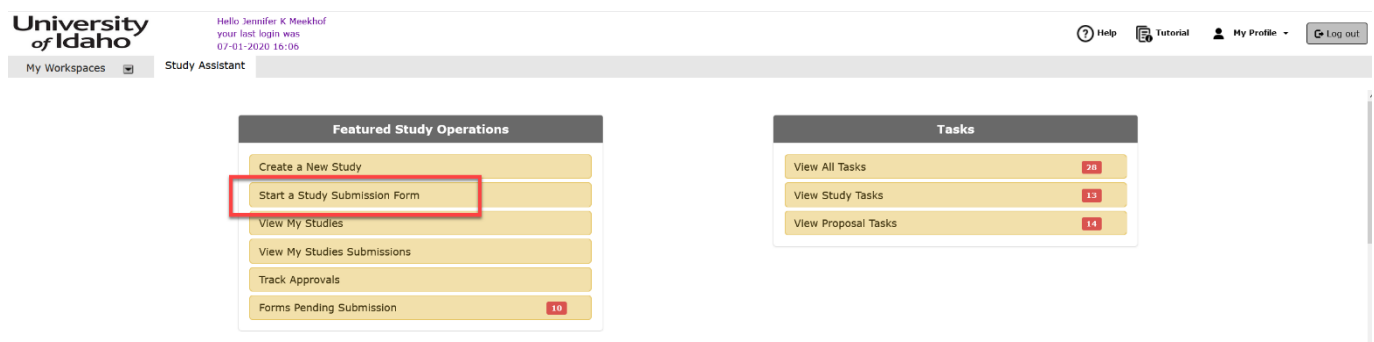 University
of Idaho
Hello Jennifer K Meekhof
your last login was
07-01-2020 16:06
? Help
Tutorial
My Profile
Log out
My Workspaces
Study Assistant
Featured Study Operations
Create a New Study
Start a Study Submission Form
View My Studies
View My Studies Submissions
Track Approvals
Forms Pending Submission 10
Tasks
View All Tasks 28
View Study Tasks 13
View Proposal Tasks 14